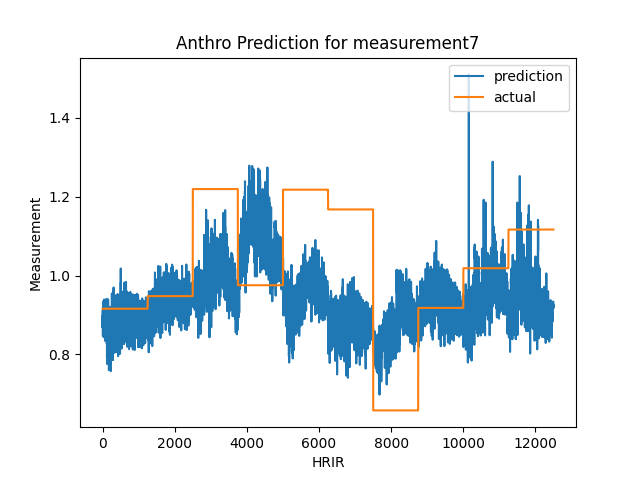 Anthro Prediction for measurement7
prediction
actual
Measurement
1.4
1.2
1.0
0.8
0
2000
4000
6000
8000
10000
12000
HRIR